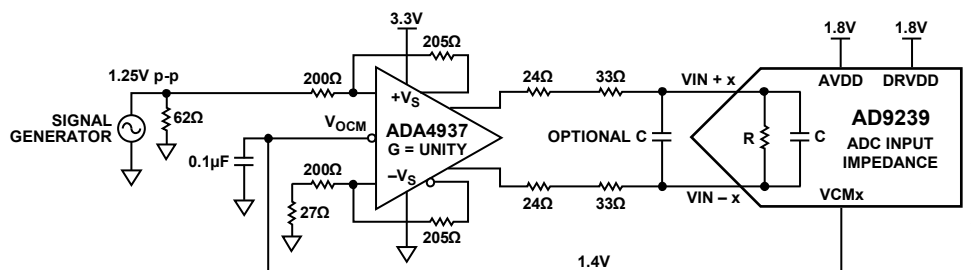 3.3V
205Ω
1.8V
1.8V
1.25V p-p
200Ω
24Ω
33Ω
VIN + x
AVDD
DRVDD
+VS
SIGNAL
GENERATOR
62Ω
VOCM
ADA4937
G = UNITY
OPTIONAL C
R
C
AD9239
ADC INPUT
IMPEDANCE
0.1µF
200Ω
–VS
27Ω
205Ω
24Ω
33Ω
VIN – x
VCMx
1.4V